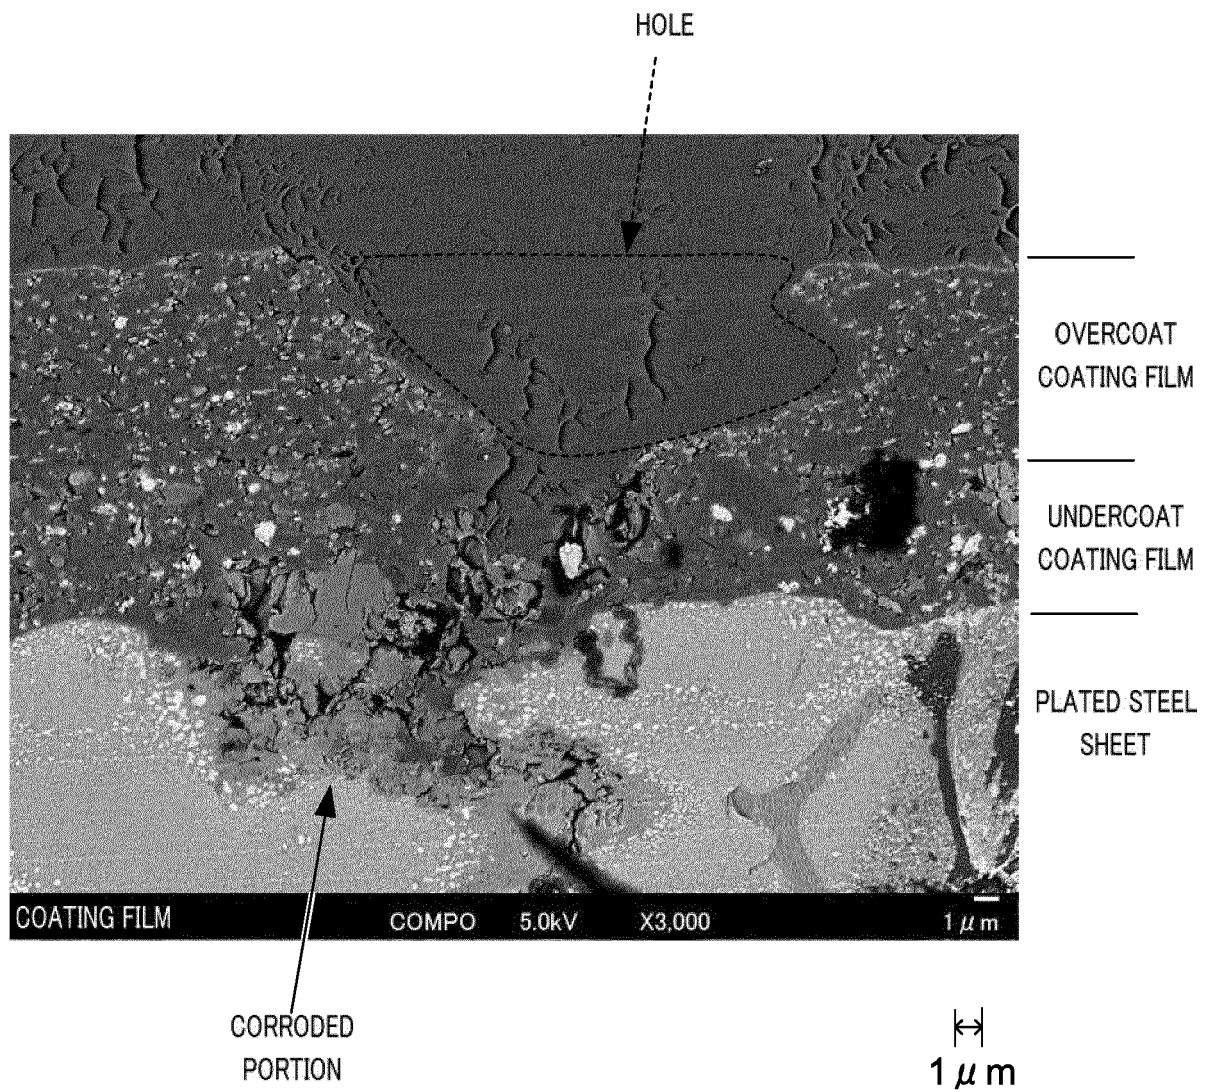 HOLE
OVERCOAT
COATING FILM
UNDERCOAT
COATING FILM
PLATED STEEL
SHEET
COATING FILM COMPO 5.0kV X3,000 1 μm
CORRODED
PORTION
1 μm